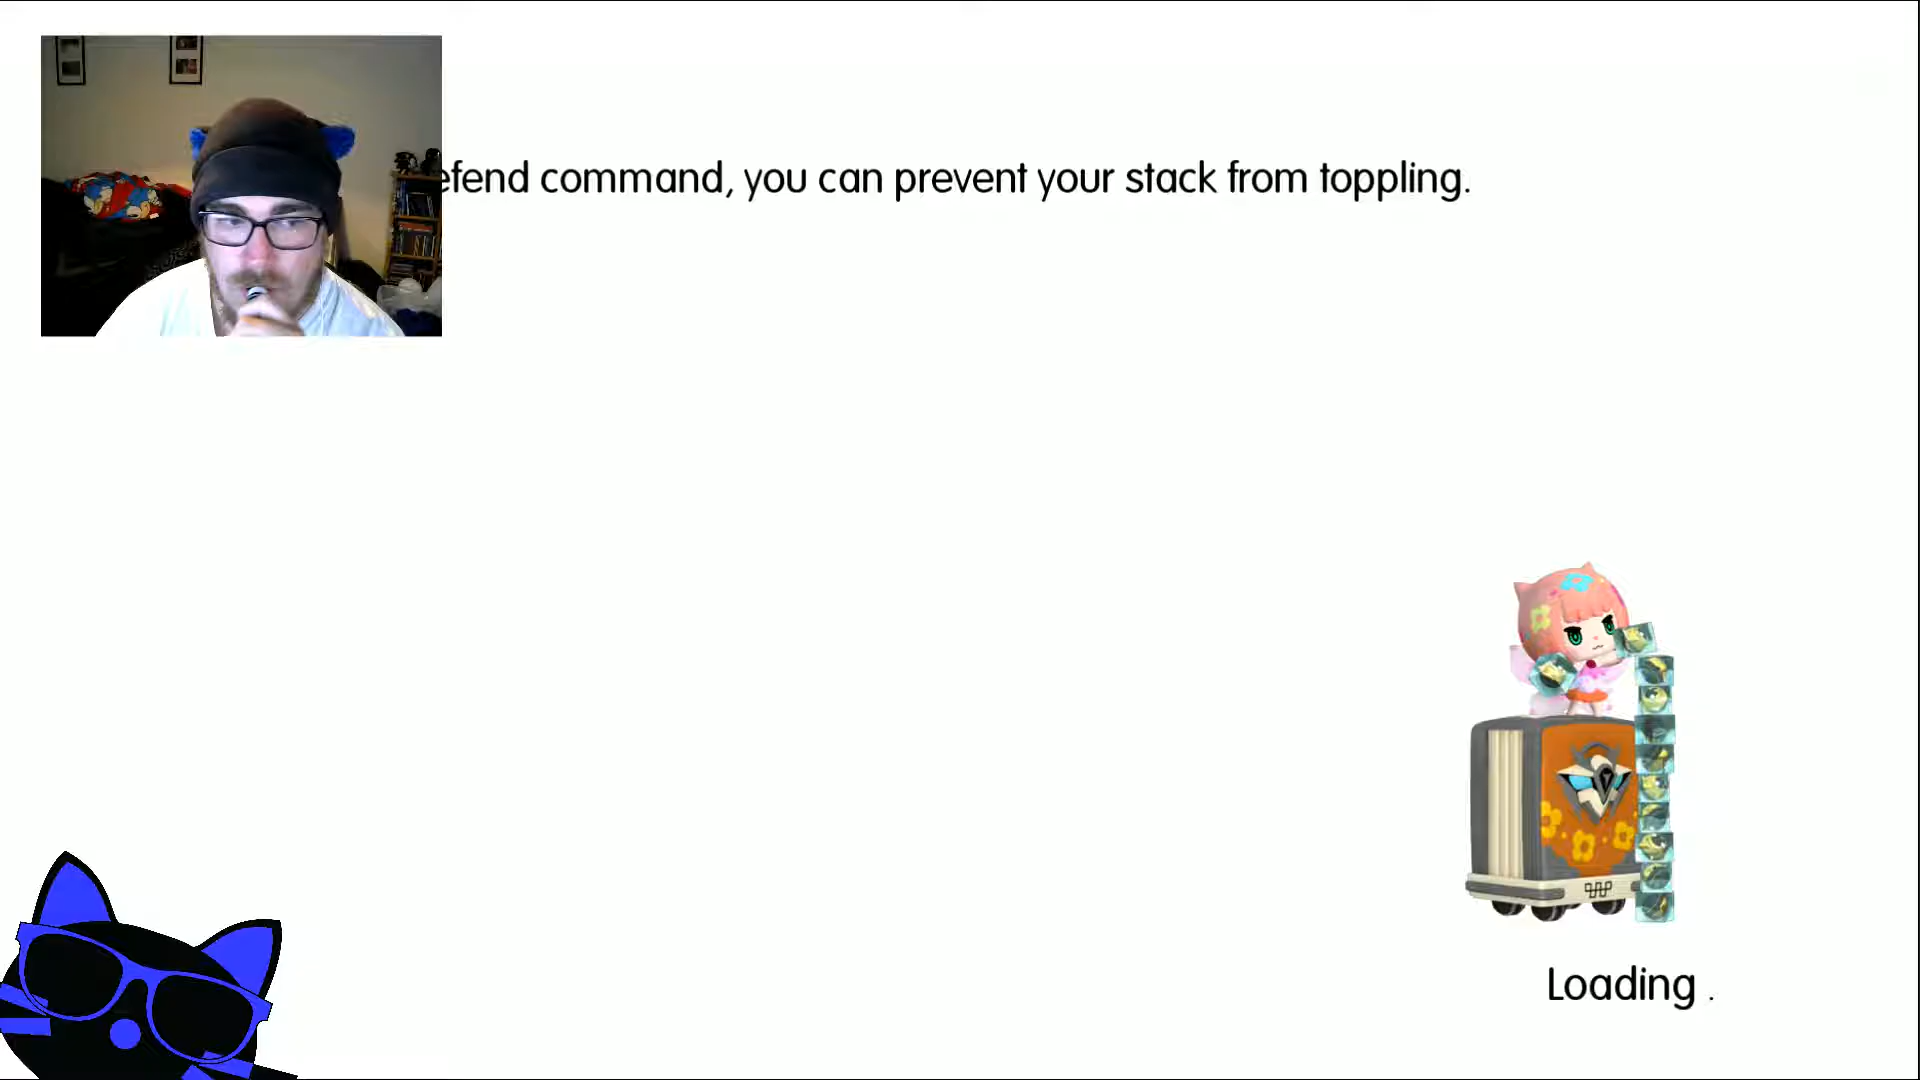 efend command, you can prevent your stack from toppling.
Loading .